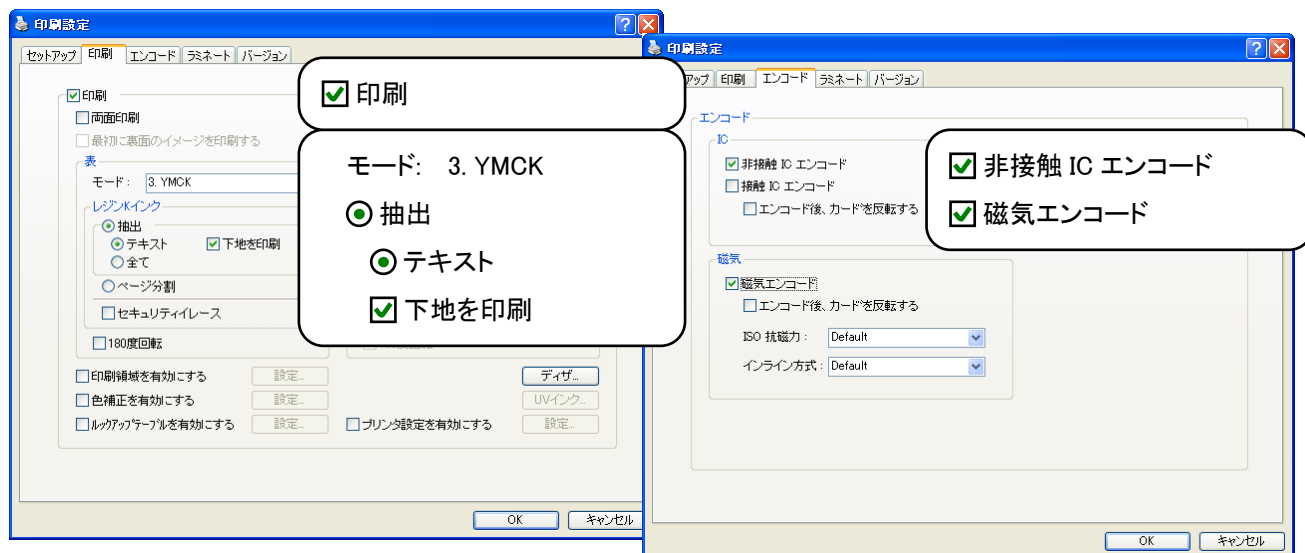 印刷設定
セットアップ 印刷 エンコード ラミネート バージョン
印刷
両面印刷
最初に裏面のイメージを印刷する
表
モード: 3. YMCK
レジンKインク
抽出
テキスト 下地を印刷
全て
ページ分割
セキュリティイレース
180度回転
印刷領域を有効にする 設定... ディザ...
色補正を有効にする 設定... UVインク...
ルックアップテーブルを有効にする 設定... プリンタ設定を有効にする 設定...
OK キャンセル
印刷
モード: 3. YMCK
抽出
テキスト
下地を印刷
印刷設定
アップ 印刷 エンコード ラミネート バージョン
エンコード
IC
非接触 IC エンコード
接触 IC エンコード
エンコード後、カードを反転する
磁気
磁気エンコード
エンコード後、カードを反転する
ISO 抗磁力: Default
インライン方式: Default
OK キャンセル
非接触 IC エンコード
磁気エンコード